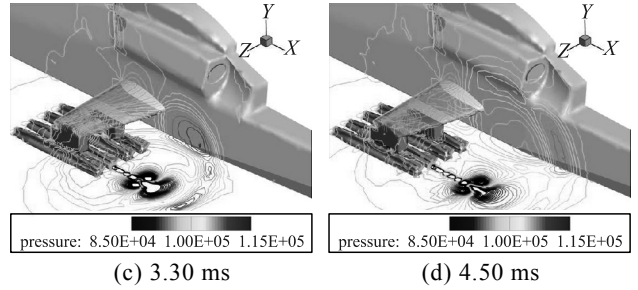 Y
Z X
Y
Z X
pressure: 8.50E+04 1.00E+05 1.15E+05
pressure: 8.50E+04 1.00E+05 1.15E+05
(c) 3.30 ms
(d) 4.50 ms